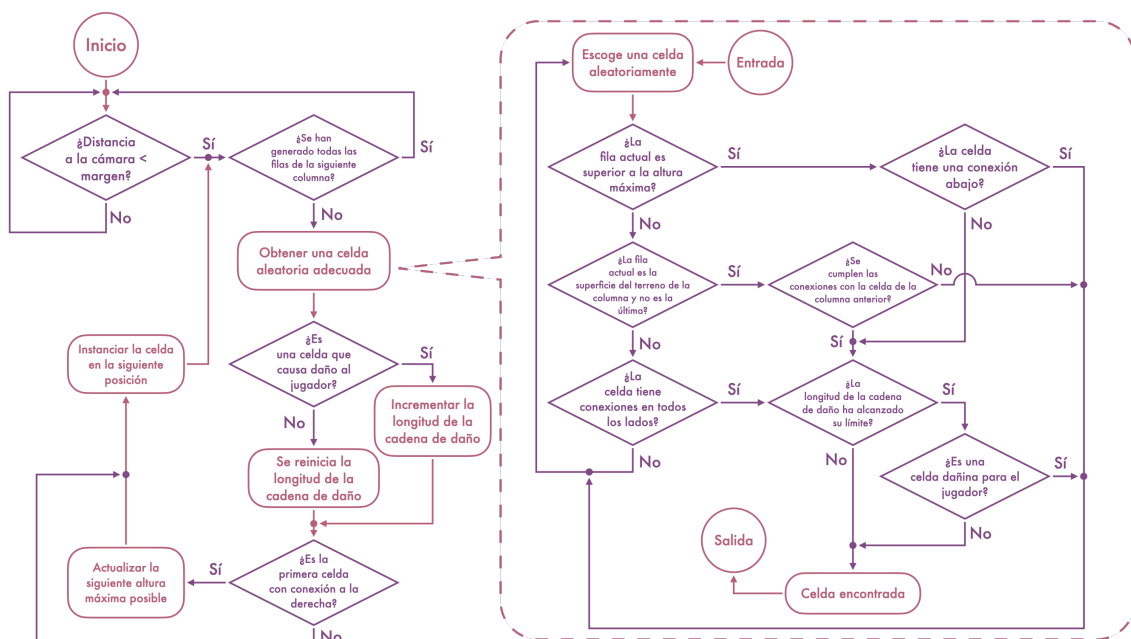 Inicio
¿Distancia
a la cámara <
margen?
Sí
No
¿Se han
generado todas las
filas de la siguiente
columna?
Sí
No
Obtener una celda
aleatoria adecuada
¿Es
una celda que
causa daño al
jugador?
Sí
No
Incrementar la
longitud de la
cadena de daño
Se reinicia la
longitud de la
cadena de daño
Instanciar la celda
en la siguiente
posición
¿Es la
primera celda
con conexión a la
derecha?
Sí
No
Actualizar la
siguiente altura
máxima posible
Entrada
Escoge una celda
aleatoriamente
¿La
fila actual es
superior a la altura
máxima?
Sí
No
¿La celda
tiene una conexión
abajo?
Sí
No
¿La fila
actual es la
superficie del terreno de la
columna y no es la
última?
Sí
No
¿Se
cumplen las
conexiones con la celda de la
columna anterior?
No
Sí
¿La
celda tiene
conexiones en todos
los lados?
Sí
No
¿La
longitud de la cadena
de daño ha alcanzado
su límite?
Sí
No
¿Es una
celda dañina para el
jugador?
Sí
No
Celda encontrada
Salida